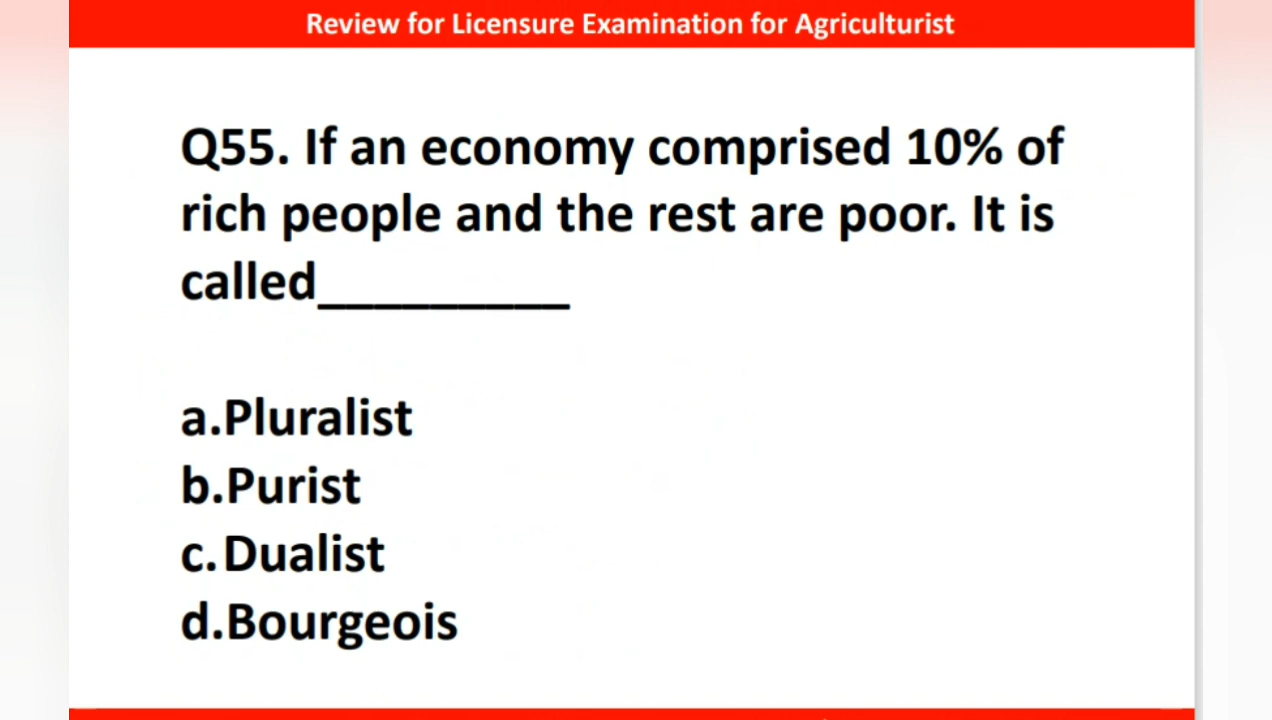 Review for Licensure Examination for Agriculturist
Q55. If an economy comprised 10% of
rich people and the rest are poor. It is
called_________
a.Pluralist
b.Purist
c.Dualist
d.Bourgeois